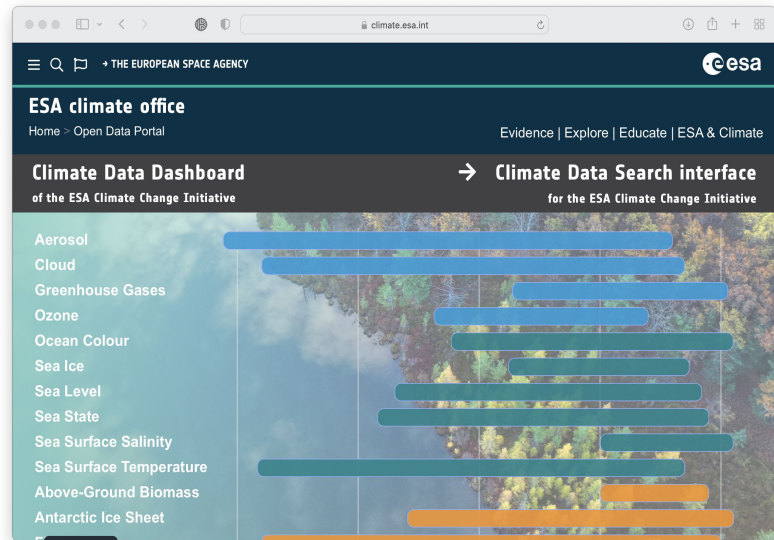 climate.esa.int
→ THE EUROPEAN SPACE AGENCY
esa
ESA climate office
Home > Open Data Portal
Evidence | Explore | Educate | ESA & Climate
Climate Data Dashboard
of the ESA Climate Change Initiative
→ Climate Data Search interface
for the ESA Climate Change Initiative
Aerosol
Cloud
Greenhouse Gases
Ozone
Ocean Colour
Sea Ice
Sea Level
Sea State
Sea Surface Salinity
Sea Surface Temperature
Above-Ground Biomass
Antarctic Ice Sheet